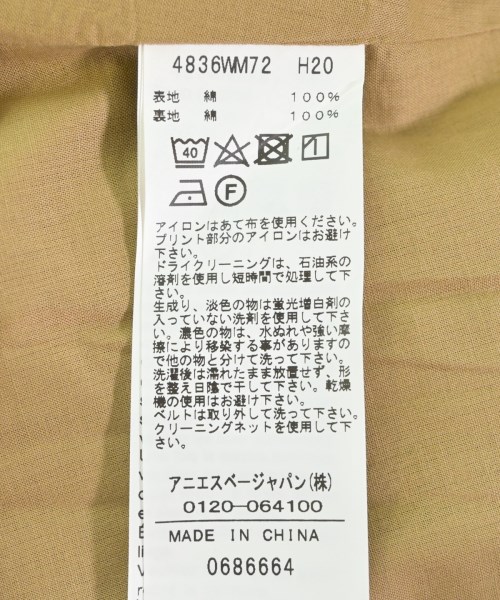 4836WM72 H20
表地 綿 100%
裏地 綿 100%
40
F
アイロンはあて布を使用ください。
プリント部分のアイロンはお避け
下さい。
ドライクリーニングは、石油系の
溶剤を使用し短時間で処理して下
さい。
生成り、淡色の物は蛍光増白剤の
入っていない洗剤を使用して下さ
い。濃色の物は、水ぬれや強い摩
擦により移染する事がありますの
で他の物と分けて洗って下さい。
洗濯後は濡れたまま放置せず、形
を整え日陰で干して下さい。乾燥
機の使用はお避け下さい。
ベルトは取り外して洗って下さい。
クリーニングネットを使用して下
さい。
アニエスベージャパン(株)
0120-064100
MADE IN CHINA
0686664